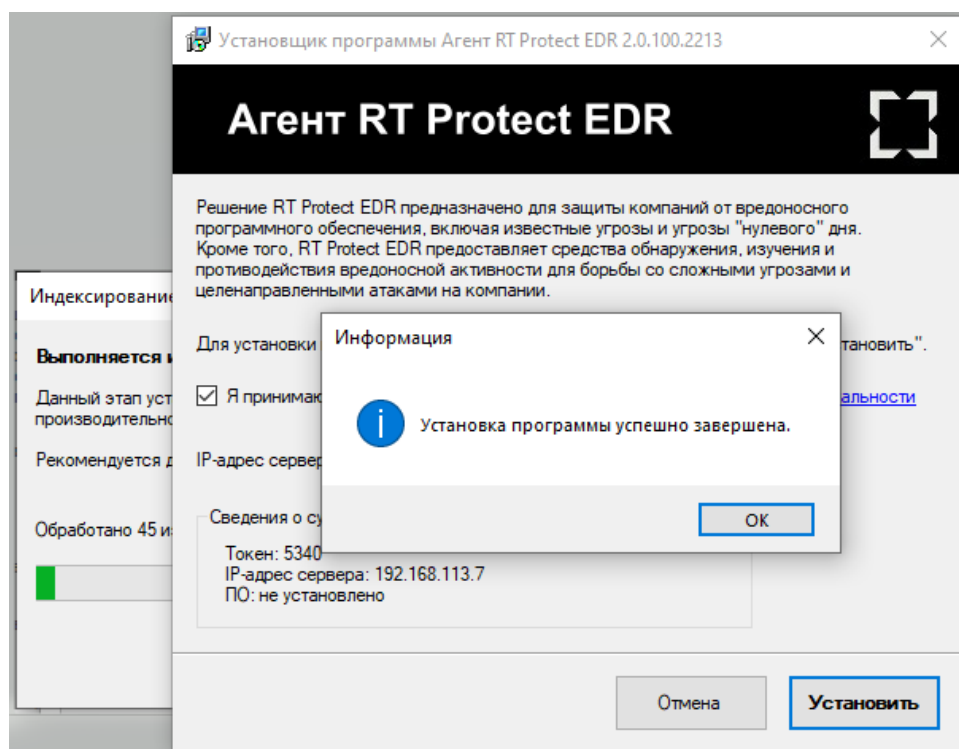 Установщик программы Агент RT Protect EDR 2.0.100.2213
Агент RT Protect EDR
Решение RT Protect EDR предназначено для защиты компаний от вредоносного
программного обеспечения, включая известные угрозы и угрозы "нулевого" дня.
Кроме того, RT Protect EDR предоставляет средства обнаружения, изучения и
противодействия вредоносной активности для борьбы со сложными угрозами и
целенаправленными атаками на компании.
Для установки
тановить".
Я принимаю
альности
IP-адрес сервер
Сведения о су
Токен: 5340
IP-адрес сервера: 192.168.113.7
ПО: не установлено
Отмена
Установить
Информация
Установка программы успешно завершена.
OK
Индексирование
Выполняется и
Данный этап уст
производительно
Рекомендуется д
Обработано 45 из